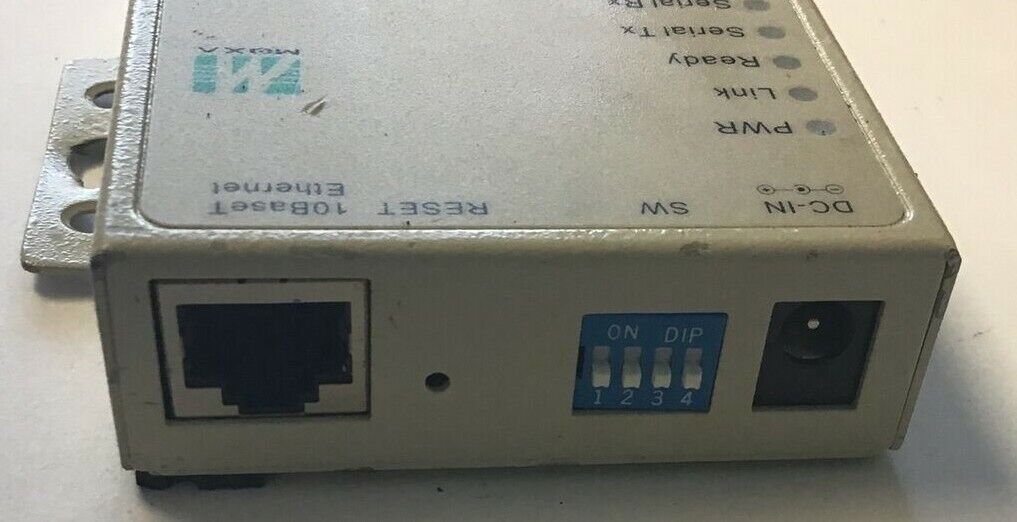 Serial Rx
Serial Tx
Ready
Link
PWR
MOXA
10BaseT
Ethernet
RESET
SW
DC-IN
ON DIP
1 2 3 4